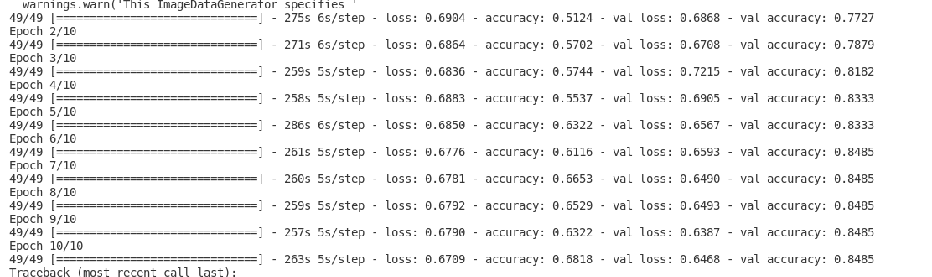 warnings.warn('This ImageDataGenerator specifies '
49/49 [==============================] - 275s 6s/step - loss: 0.6904 - accuracy: 0.5124 - val_loss: 0.6868 - val_accuracy: 0.7727
Epoch 2/10
49/49 [==============================] - 271s 6s/step - loss: 0.6864 - accuracy: 0.5702 - val_loss: 0.6708 - val_accuracy: 0.7879
Epoch 3/10
49/49 [==============================] - 259s 5s/step - loss: 0.6836 - accuracy: 0.5744 - val_loss: 0.7215 - val_accuracy: 0.8182
Epoch 4/10
49/49 [==============================] - 258s 5s/step - loss: 0.6883 - accuracy: 0.5537 - val_loss: 0.6905 - val_accuracy: 0.8333
Epoch 5/10
49/49 [==============================] - 286s 6s/step - loss: 0.6850 - accuracy: 0.6322 - val_loss: 0.6567 - val_accuracy: 0.8333
Epoch 6/10
49/49 [==============================] - 261s 5s/step - loss: 0.6776 - accuracy: 0.6116 - val_loss: 0.6593 - val_accuracy: 0.8485
Epoch 7/10
49/49 [==============================] - 260s 5s/step - loss: 0.6781 - accuracy: 0.6653 - val_loss: 0.6490 - val_accuracy: 0.8485
Epoch 8/10
49/49 [==============================] - 259s 5s/step - loss: 0.6792 - accuracy: 0.6529 - val_loss: 0.6493 - val_accuracy: 0.8485
Epoch 9/10
49/49 [==============================] - 257s 5s/step - loss: 0.6790 - accuracy: 0.6322 - val_loss: 0.6387 - val_accuracy: 0.8485
Epoch 10/10
49/49 [==============================] - 263s 5s/step - loss: 0.6709 - accuracy: 0.6818 - val_loss: 0.6468 - val_accuracy: 0.8485
Traceback (most recent call last):